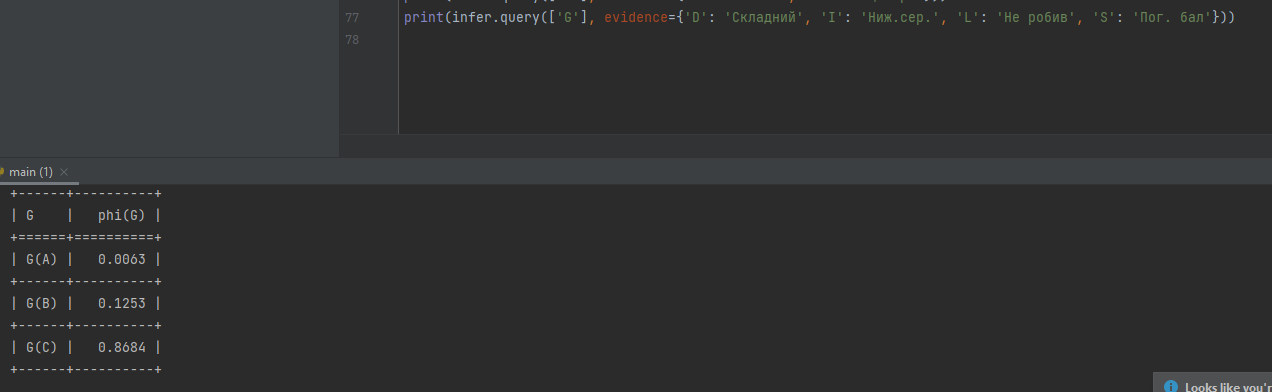 77 print(infer.query(['G'], evidence={'D': 'Складний', 'I': 'Ниж.сер.', 'L': 'Не робив', 'S': 'Пог. бал'}))
78
main (1) ×
+------+----------+
| G    |   phi(G) |
+======+==========+
| G(A) |   0.0063 |
+------+----------+
| G(B) |   0.1253 |
+------+----------+
| G(C) |   0.8684 |
+------+----------+
Looks like you'r